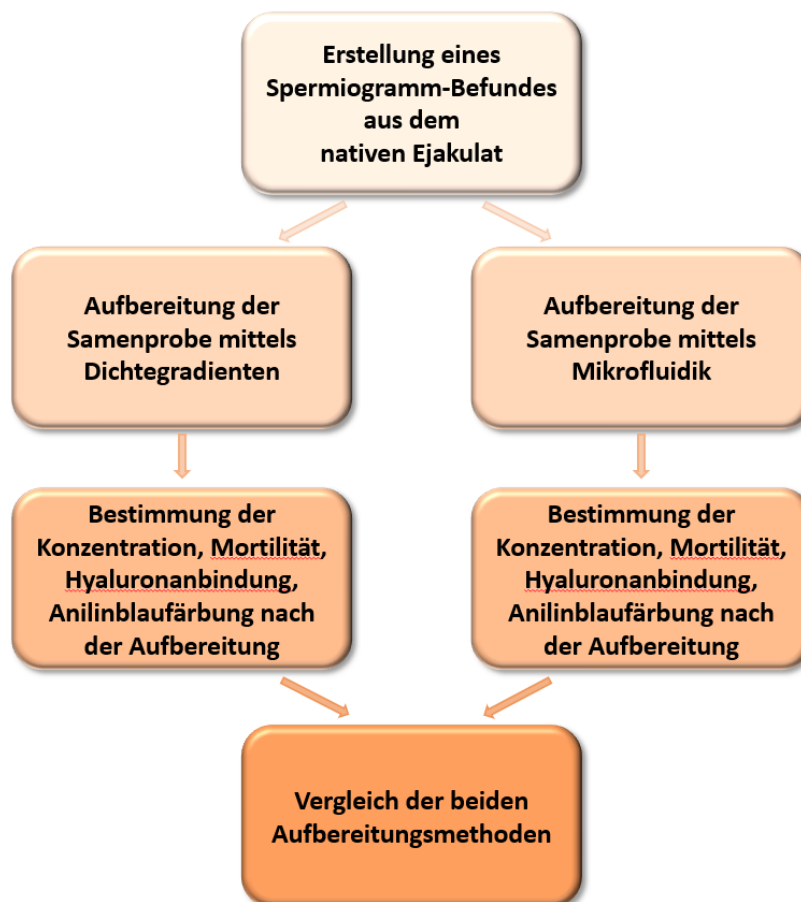 Erstellung eines
Spermiogramm-Befundes
aus dem
nativen Ejakulat
Aufbereitung der
Samenprobe mittels
Dichtegradienten
Aufbereitung der
Samenprobe mittels
Mikrofluidik
Bestimmung der
Konzentration, Mortilität,
Hyaluronanbindung,
Anilinblaufärbung nach
der Aufbereitung
Bestimmung der
Konzentration, Mortilität,
Hyaluronanbindung,
Anilinblaufärbung nach
der Aufbereitung
Vergleich der beiden
Aufbereitungsmethoden